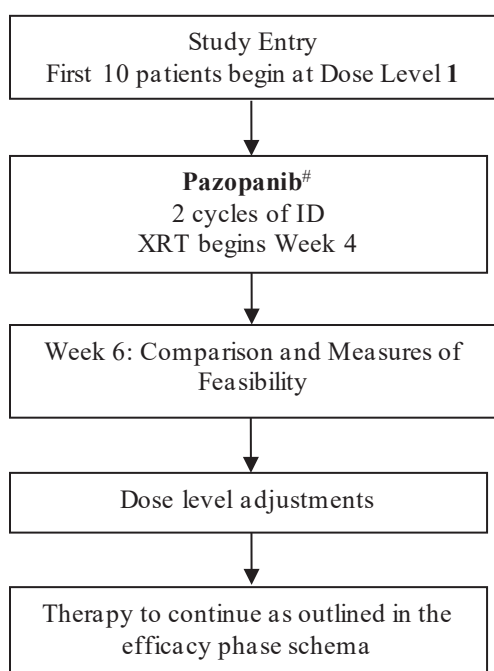 Study Entry
First 10 patients begin at Dose Level 1
Pazopanib#
2 cycles of ID
XRT begins Week 4
Week 6: Comparison and Measures of
Feasibility
Dose level adjustments
Therapy to continue as outlined in the
efficacy phase schema